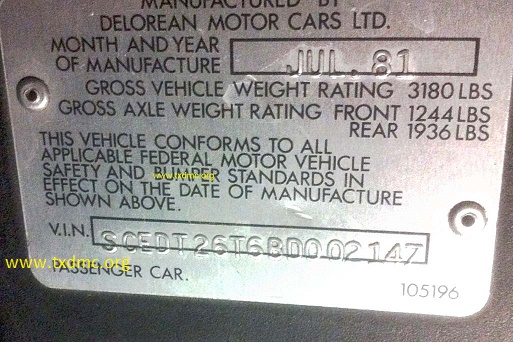 MANUFACTURED BY
DELOREAN MOTOR CARS LTD.
MONTH AND YEAR
OF MANUFACTURE JUL. 81
GROSS VEHICLE WEIGHT RATING 3180 LBS
GROSS AXLE WEIGHT RATING FRONT 1244 LBS
REAR 1936 LBS
THIS VEHICLE CONFORMS TO ALL
APPLICABLE FEDERAL MOTOR VEHICLE
SAFETY AND www.txdmc.org STANDARDS IN
EFFECT ON THE DATE OF MANUFACTURE
SHOWN ABOVE.
V.I.N. SCEDT26T6BD002147
www.txdmc.org
PASSENGER CAR.
105196